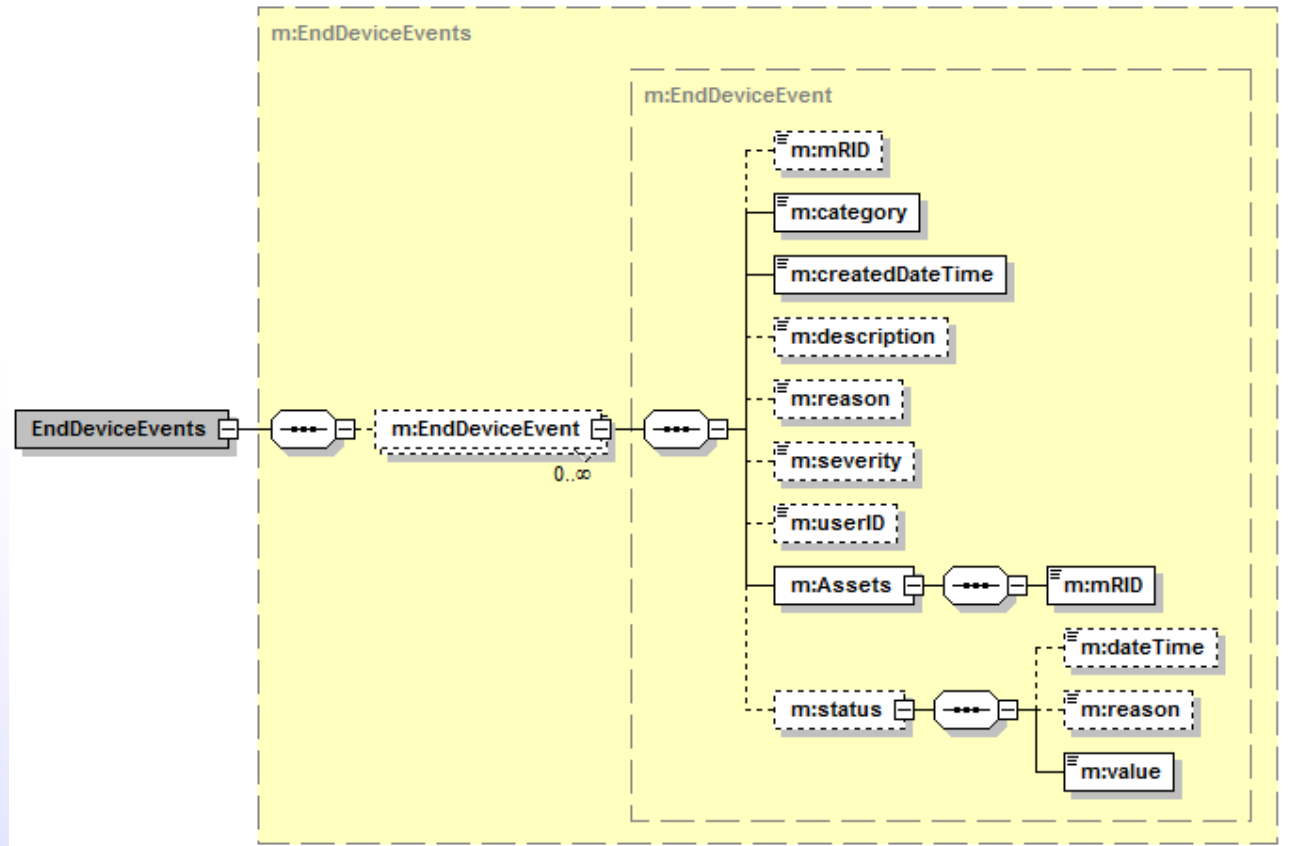 m:EndDeviceEvents
m:EndDeviceEvent
m:mRID
m:category
m:createdDateTime
m:description
m:reason
EndDeviceEvents
m:EndDeviceEvent
0..∞
m:severity
m:userID
m:Assets
m:mRID
m:dateTime
m:status
m:reason
m:value